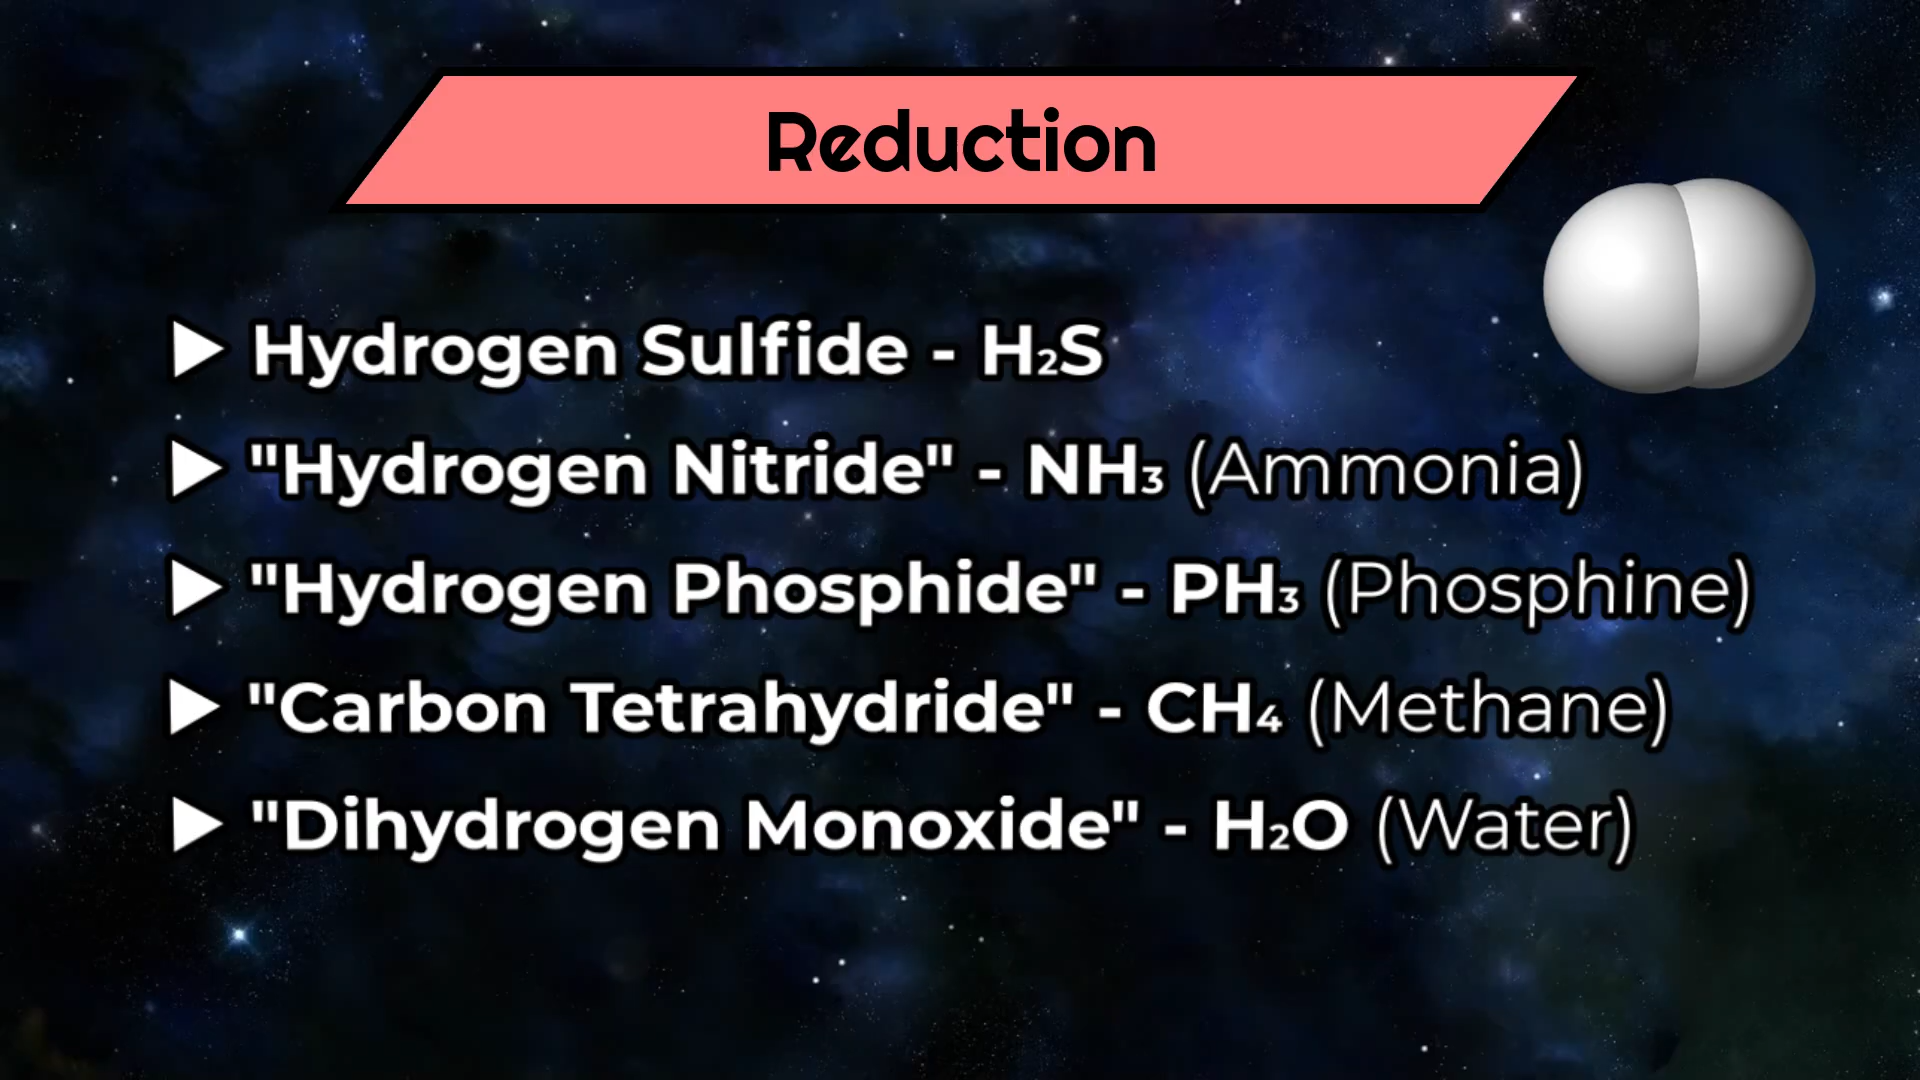 Reduction
▶ Hydrogen Sulfide - H₂S
▶ "Hydrogen Nitride" - NH₃ (Ammonia)
▶ "Hydrogen Phosphide" - PH₃ (Phosphine)
▶ "Carbon Tetrahydride" - CH₄ (Methane)
▶ "Dihydrogen Monoxide" - H₂O (Water)